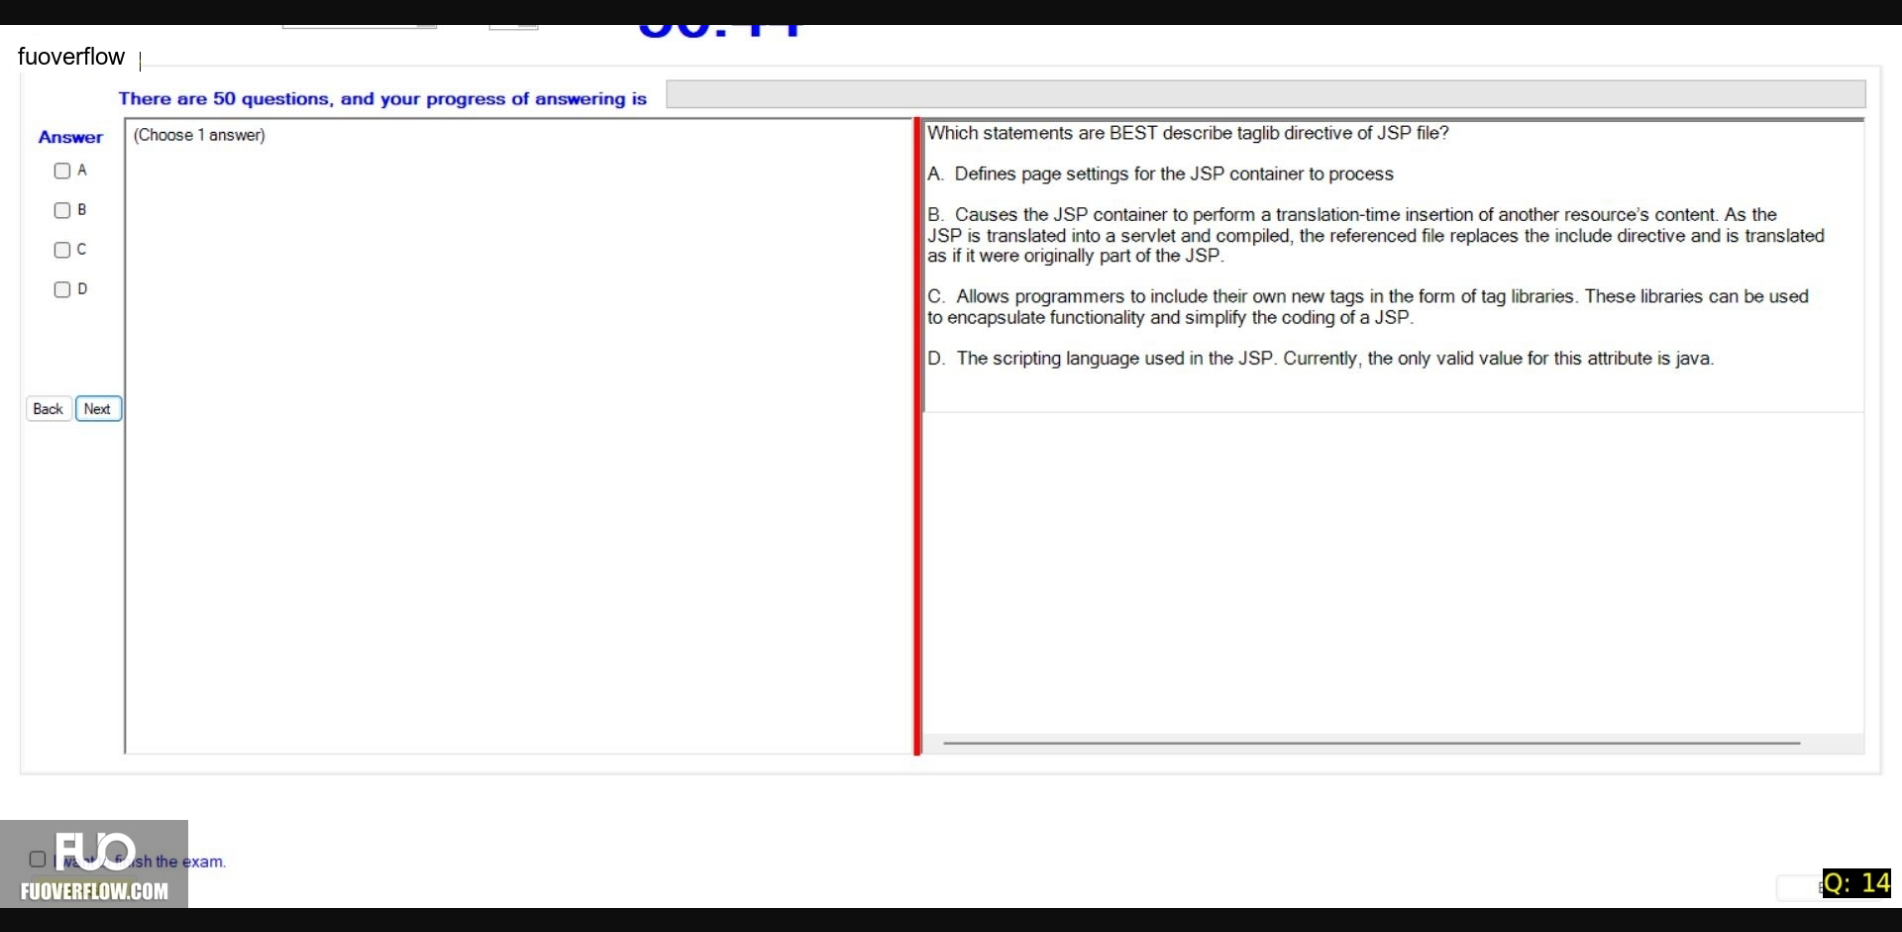 fuoverflow
There are 50 questions, and your progress of answering is
Answer
(Choose 1 answer)
A
B
C
D
Back
Next
Which statements are BEST describe taglib directive of JSP file?
A. Defines page settings for the JSP container to process
B. Causes the JSP container to perform a translation-time insertion of another resource's content. As the
JSP is translated into a servlet and compiled, the referenced file replaces the include directive and is translated
as if it were originally part of the JSP.
C. Allows programmers to include their own new tags in the form of tag libraries. These libraries can be used
to encapsulate functionality and simplify the coding of a JSP.
D. The scripting language used in the JSP. Currently, the only valid value for this attribute is java.
the exam.
FUO
FUOVERFLOW.COM
Q: 14